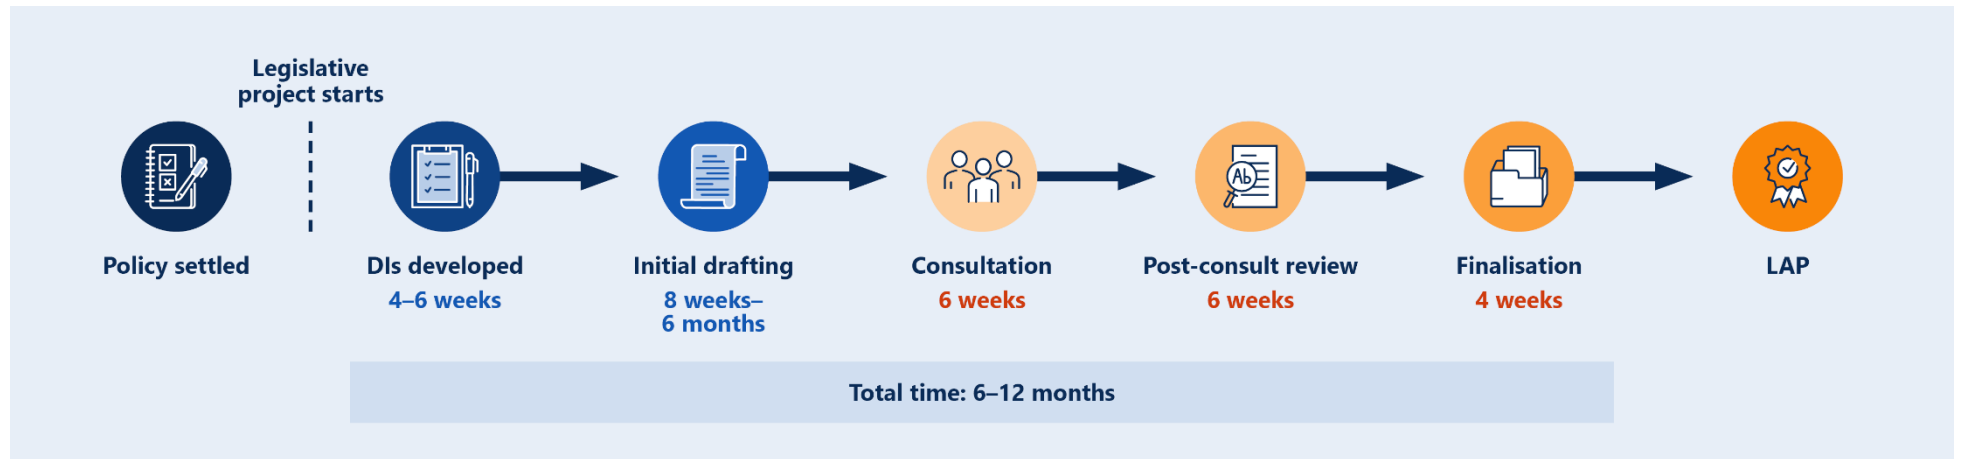 Legislative
project starts
Policy settled
DIs developed
4–6 weeks
Initial drafting
8 weeks–
6 months
Consultation
6 weeks
Ab
Post-consult review
6 weeks
Finalisation
4 weeks
LAP
Total time: 6–12 months